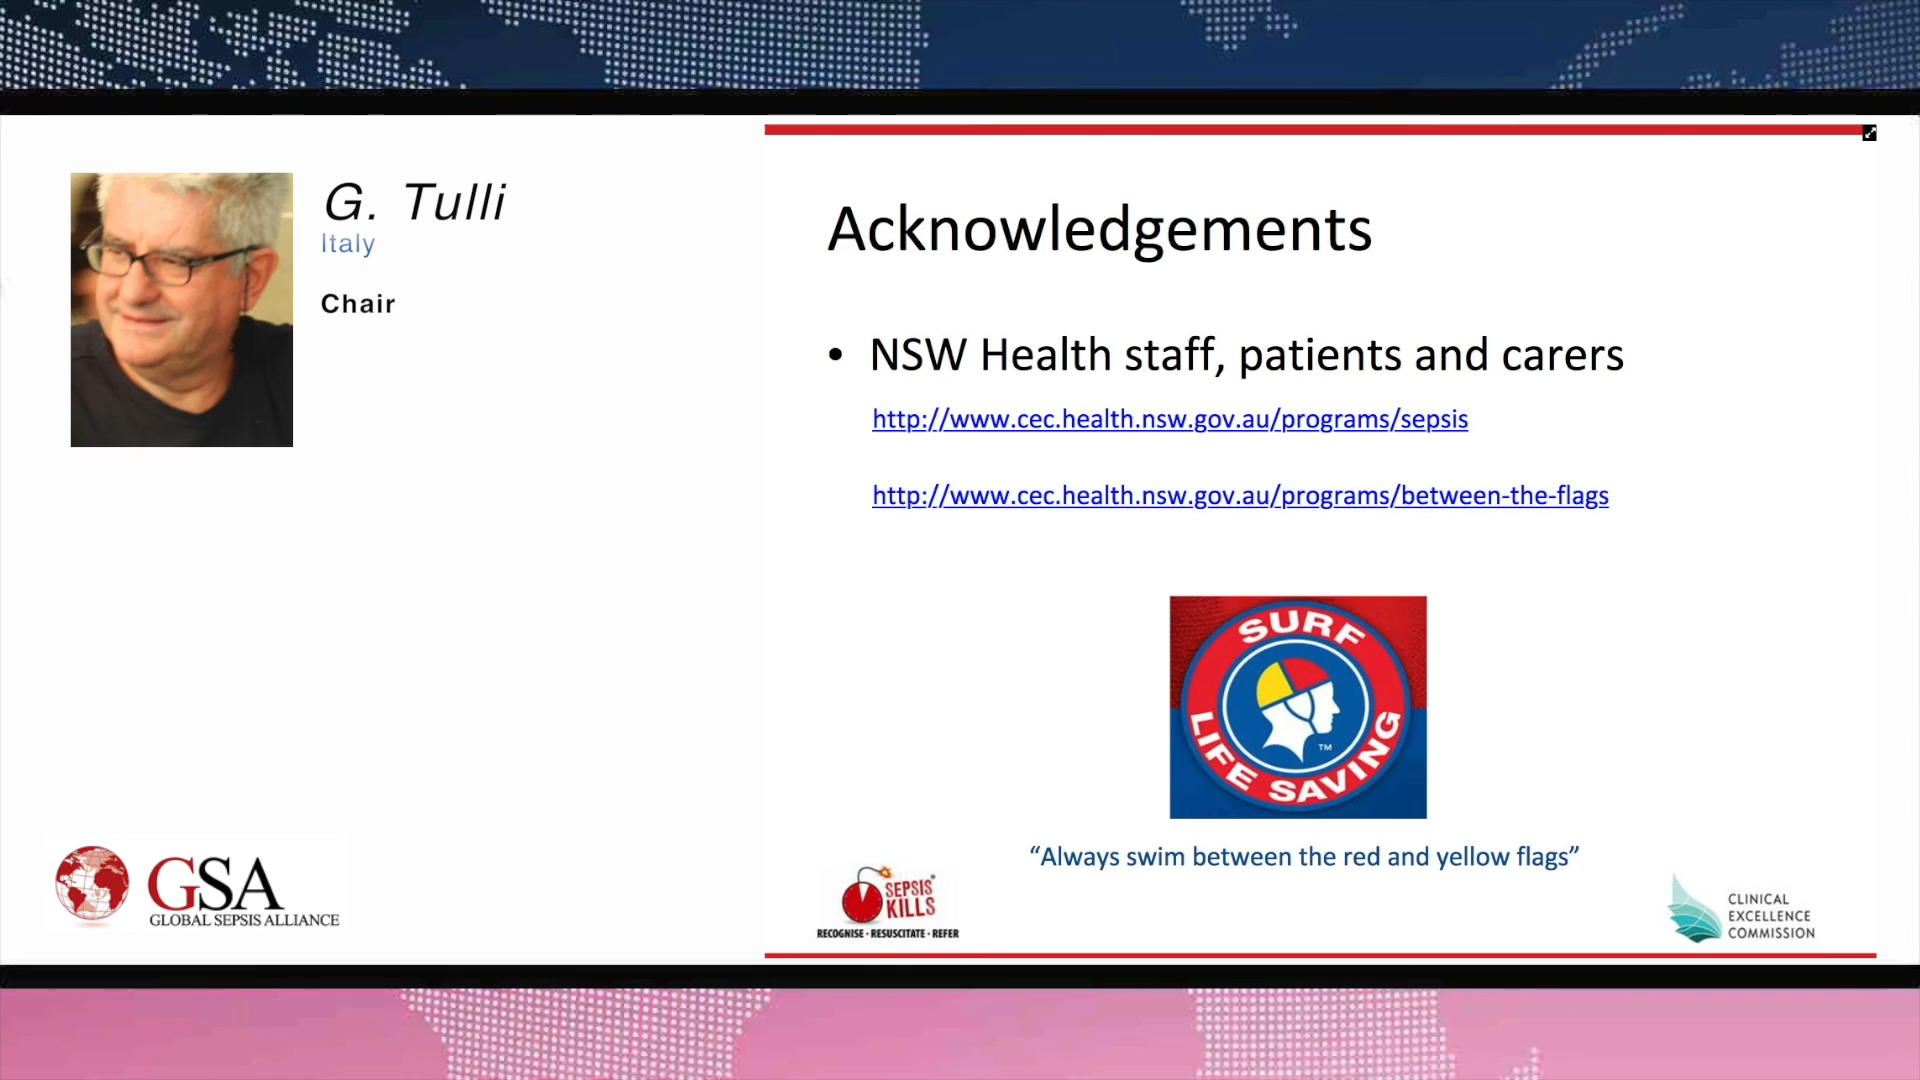 G. Tulli
Italy
Chair
GSA
GLOBAL SEPSIS ALLIANCE
Acknowledgements
• NSW Health staff, patients and carers
http://www.cec.health.nsw.gov.au/programs/sepsis
http://www.cec.health.nsw.gov.au/programs/between-the-flags
SURF
LIFE SAVING
TM
“Always swim between the red and yellow flags”
SEPSIS
KILLS
RECOGNISE · RESUSCITATE · REFER
CLINICAL
EXCELLENCE
COMMISSION